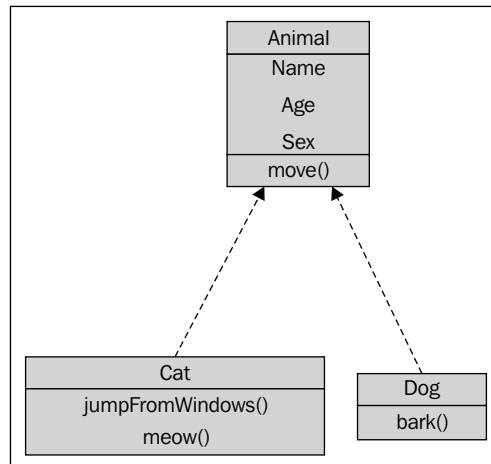 Animal
Name
Age
Sex
move()
Cat
jumpFromWindows()
meow()
Dog
bark()